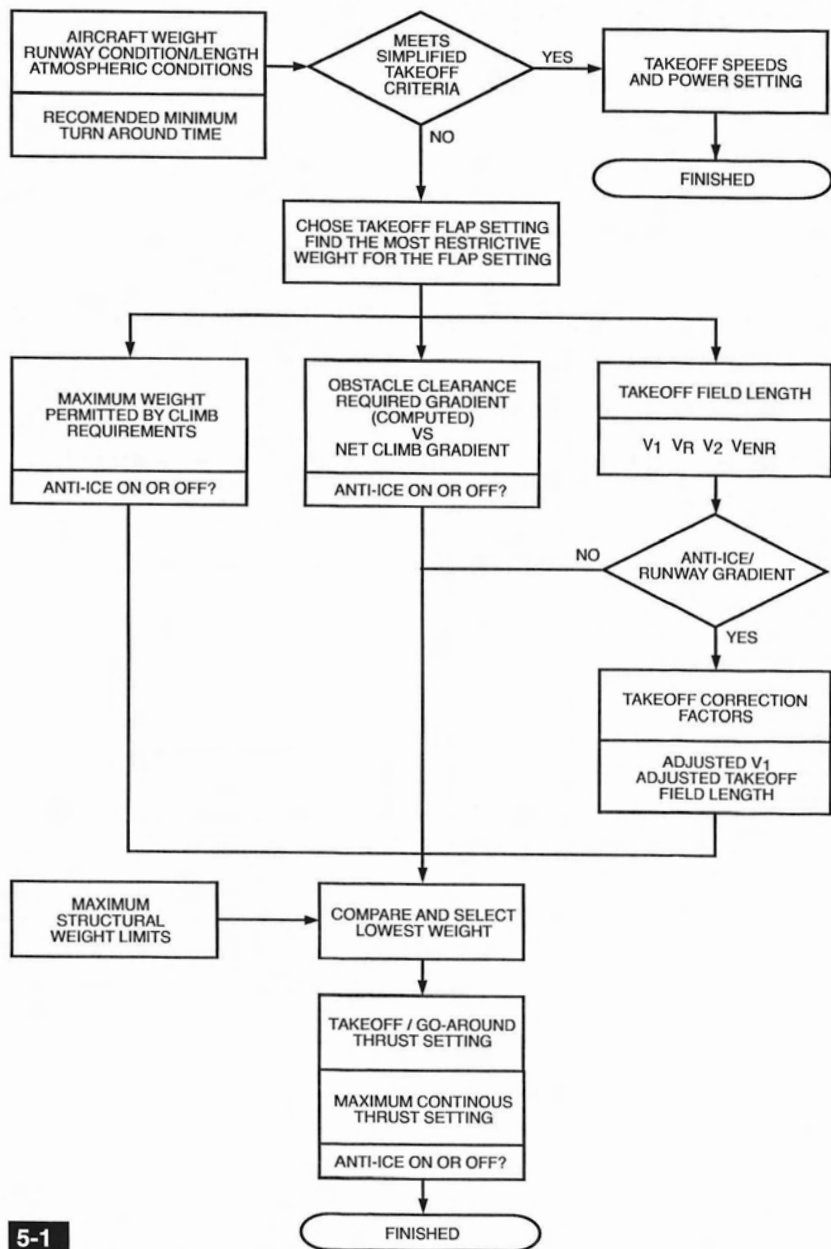 AIRCRAFT WEIGHT
RUNWAY CONDITION/LENGTH
ATMOSPHERIC CONDITIONS
RECOMENDED MINIMUM
TURN AROUND TIME
MEETS
SIMPLIFIED
TAKEOFF
CRITERIA
YES
TAKEOFF SPEEDS
AND POWER SETTING
FINISHED
NO
CHOSE TAKEOFF FLAP SETTING
FIND THE MOST RESTRICTIVE
WEIGHT FOR THE FLAP SETTING
MAXIMUM WEIGHT
PERMITTED BY CLIMB
REQUIREMENTS
ANTI-ICE ON OR OFF?
OBSTACLE CLEARANCE
REQUIRED GRADIENT
(COMPUTED)
VS
NET CLIMB GRADIENT
ANTI-ICE ON OR OFF?
TAKEOFF FIELD LENGTH
V1 VR V2 VENR
NO
ANTI-ICE/
RUNWAY GRADIENT
YES
TAKEOFF CORRECTION
FACTORS
ADJUSTED V1
ADJUSTED TAKEOFF
FIELD LENGTH
MAXIMUM
STRUCTURAL
WEIGHT LIMITS
COMPARE AND SELECT
LOWEST WEIGHT
TAKEOFF / GO-AROUND
THRUST SETTING
MAXIMUM CONTINOUS
THRUST SETTING
ANTI-ICE ON OR OFF?
FINISHED
5-1